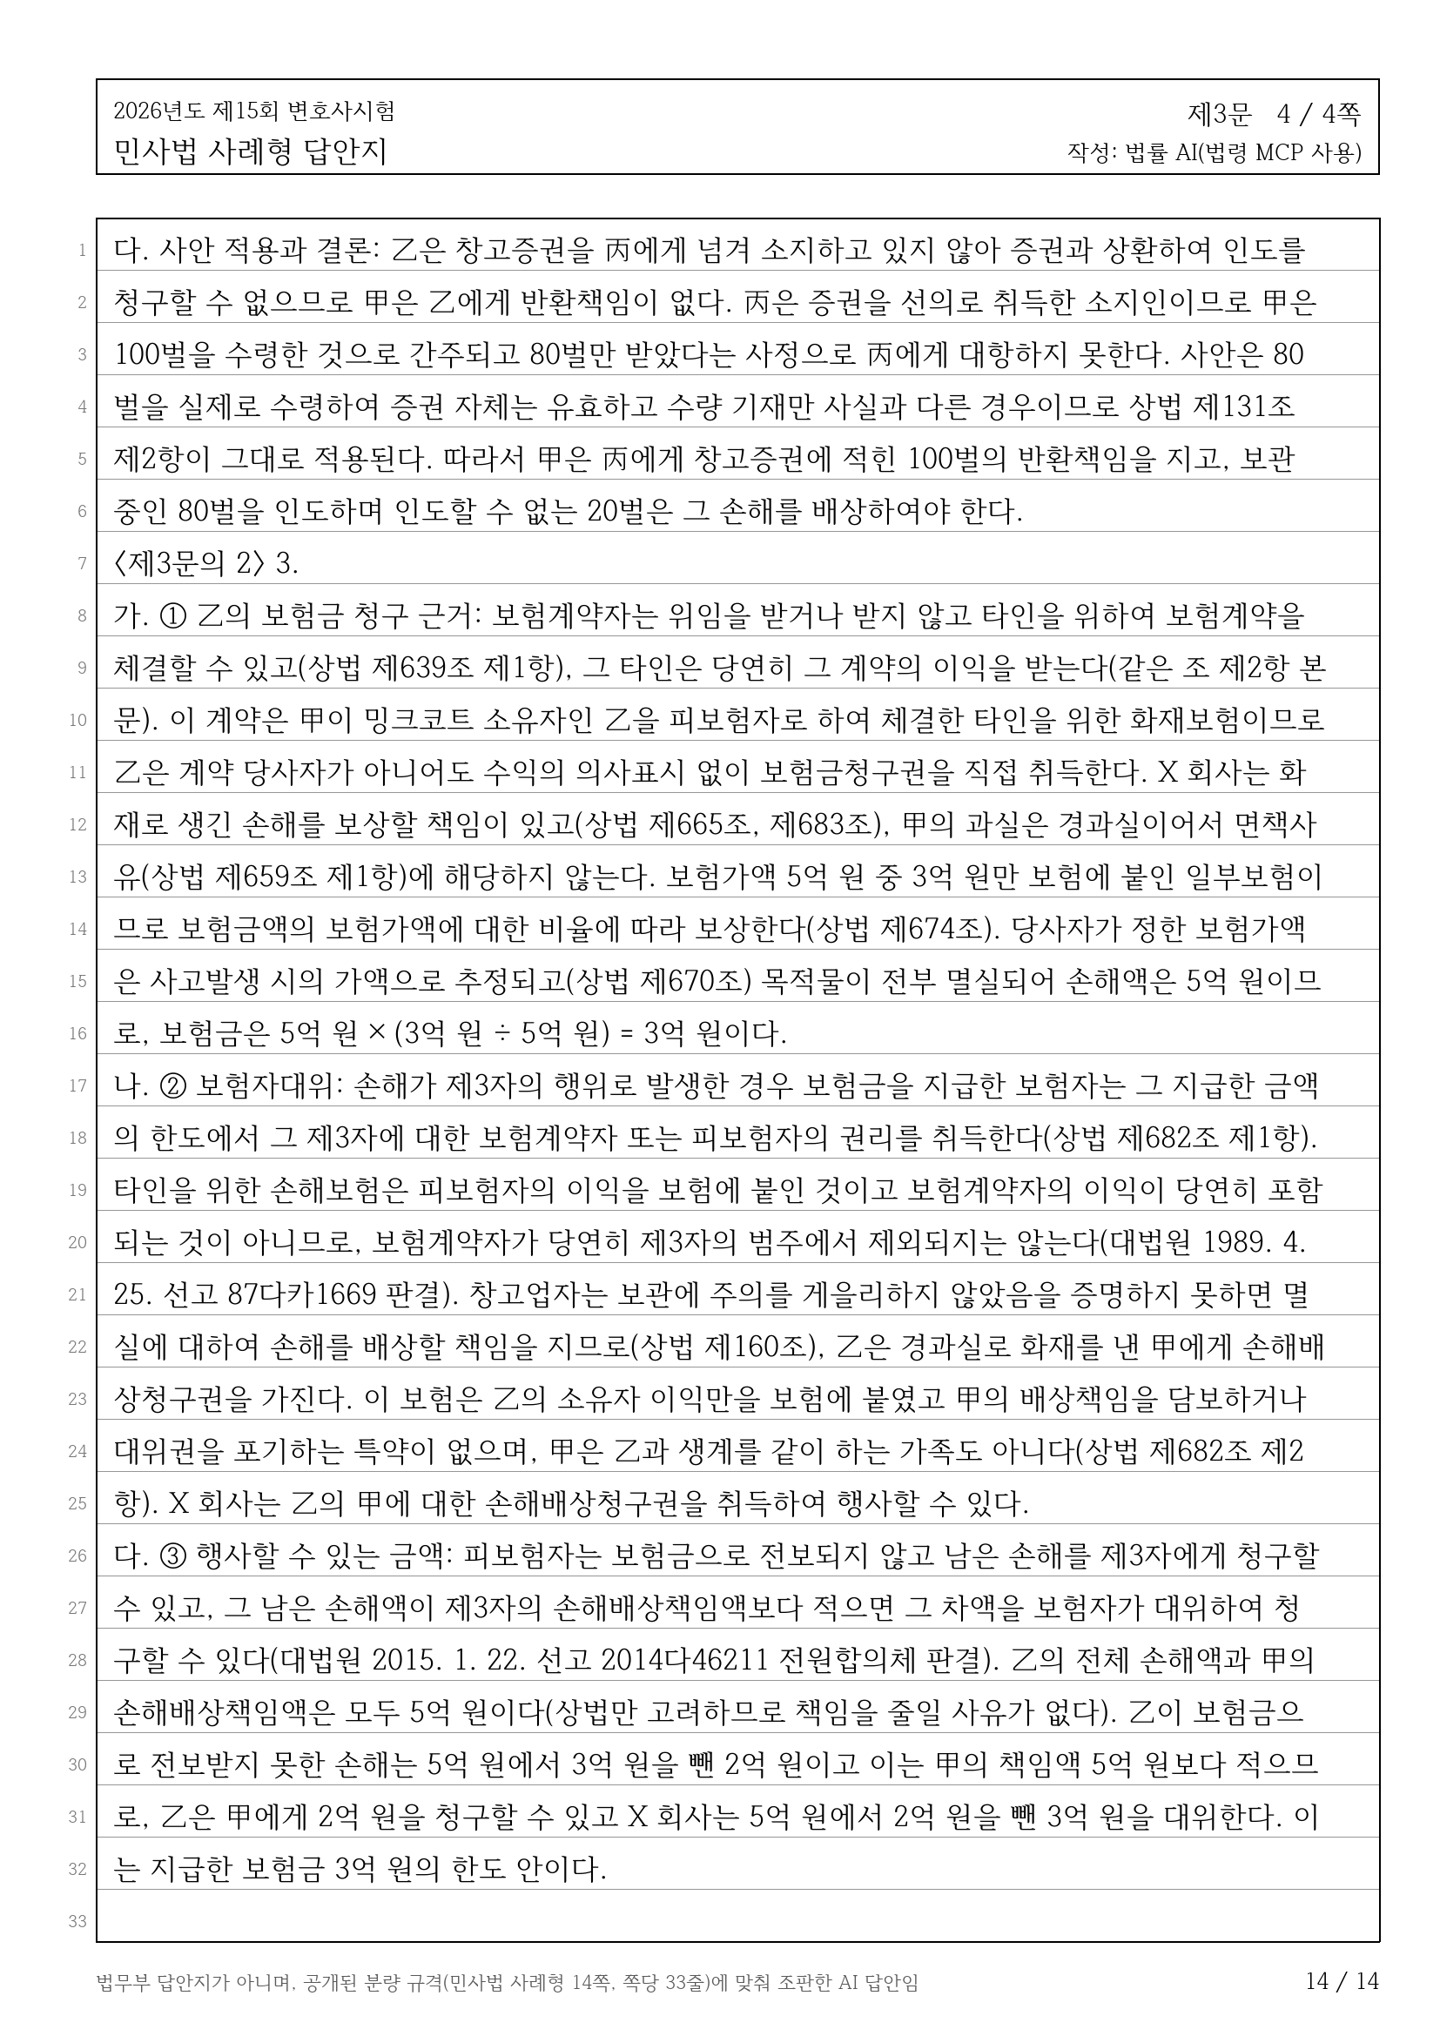 2026년도 제15회 변호사시험
민사법 사례형 답안지
제3문 4 / 4쪽
작성: 법률 AI(법령 MCP 사용)
1 다. 사안 적용과 결론: 乙은 창고증권을 丙에게 넘겨 소지하고 있지 않아 증권과 상환하여 인도를
2 청구할 수 없으므로 甲은 乙에게 반환책임이 없다. 丙은 증권을 선의로 취득한 소지인이므로 甲은
3 100벌을 수령한 것으로 간주되고 80벌만 받았다는 사정으로 丙에게 대항하지 못한다. 사안은 80
4 벌을 실제로 수령하여 증권 자체는 유효하고 수량 기재만 사실과 다른 경우이므로 상법 제131조
5 제2항이 그대로 적용된다. 따라서 甲은 丙에게 창고증권에 적힌 100벌의 반환책임을 지고, 보관
6 중인 80벌을 인도하며 인도할 수 없는 20벌은 그 손해를 배상하여야 한다.
7 〈제3문의 2〉 3.
8 가. ① 乙의 보험금 청구 근거: 보험계약자는 위임을 받거나 받지 않고 타인을 위하여 보험계약을
9 체결할 수 있고(상법 제639조 제1항), 그 타인은 당연히 그 계약의 이익을 받는다(같은 조 제2항 본
10 문). 이 계약은 甲이 밍크코트 소유자인 乙을 피보험자로 하여 체결한 타인을 위한 화재보험이므로
11 乙은 계약 당사자가 아니어도 수익의 의사표시 없이 보험금청구권을 직접 취득한다. X 회사는 화
12 재로 생긴 손해를 보상할 책임이 있고(상법 제665조, 제683조), 甲의 과실은 경과실이어서 면책사
13 유(상법 제659조 제1항)에 해당하지 않는다. 보험가액 5억 원 중 3억 원만 보험에 붙인 일부보험이
14 므로 보험금액의 보험가액에 대한 비율에 따라 보상한다(상법 제674조). 당사자가 정한 보험가액
15 은 사고발생 시의 가액으로 추정되고(상법 제670조) 목적물이 전부 멸실되어 손해액은 5억 원이므
16 로, 보험금은 5억 원 × (3억 원 ÷ 5억 원) = 3억 원이다.
17 나. ② 보험자대위: 손해가 제3자의 행위로 발생한 경우 보험금을 지급한 보험자는 그 지급한 금액
18 의 한도에서 그 제3자에 대한 보험계약자 또는 피보험자의 권리를 취득한다(상법 제682조 제1항).
19 타인을 위한 손해보험은 피보험자의 이익을 보험에 붙인 것이고 보험계약자의 이익이 당연히 포함
20 되는 것이 아니므로, 보험계약자가 당연히 제3자의 범주에서 제외되지는 않는다(대법원 1989. 4.
21 25. 선고 87다카1669 판결). 창고업자는 보관에 주의를 게을리하지 않았음을 증명하지 못하면 멸
22 실에 대하여 손해를 배상할 책임을 지므로(상법 제160조), 乙은 경과실로 화재를 낸 甲에게 손해배
23 상청구권을 가진다. 이 보험은 乙의 소유자 이익만을 보험에 붙였고 甲의 배상책임을 담보하거나
24 대위권을 포기하는 특약이 없으며, 甲은 乙과 생계를 같이 하는 가족도 아니다(상법 제682조 제2
25 항). X 회사는 乙의 甲에 대한 손해배상청구권을 취득하여 행사할 수 있다.
26 다. ③ 행사할 수 있는 금액: 피보험자는 보험금으로 전보되지 않고 남은 손해를 제3자에게 청구할
27 수 있고, 그 남은 손해액이 제3자의 손해배상책임액보다 적으면 그 차액을 보험자가 대위하여 청
28 구할 수 있다(대법원 2015. 1. 22. 선고 2014다46211 전원합의체 판결). 乙의 전체 손해액과 甲의
29 손해배상책임액은 모두 5억 원이다(상법만 고려하므로 책임을 줄일 사유가 없다). 乙이 보험금으
30 로 전보받지 못한 손해는 5억 원에서 3억 원을 뺀 2억 원이고 이는 甲의 책임액 5억 원보다 적으므
31 로, 乙은 甲에게 2억 원을 청구할 수 있고 X 회사는 5억 원에서 2억 원을 뺀 3억 원을 대위한다. 이
32 는 지급한 보험금 3억 원의 한도 안이다.
33
법무부 답안지가 아니며, 공개된 분량 규격(민사법 사례형 14쪽, 쪽당 33줄)에 맞춰 조판한 AI 답안임
14 / 14